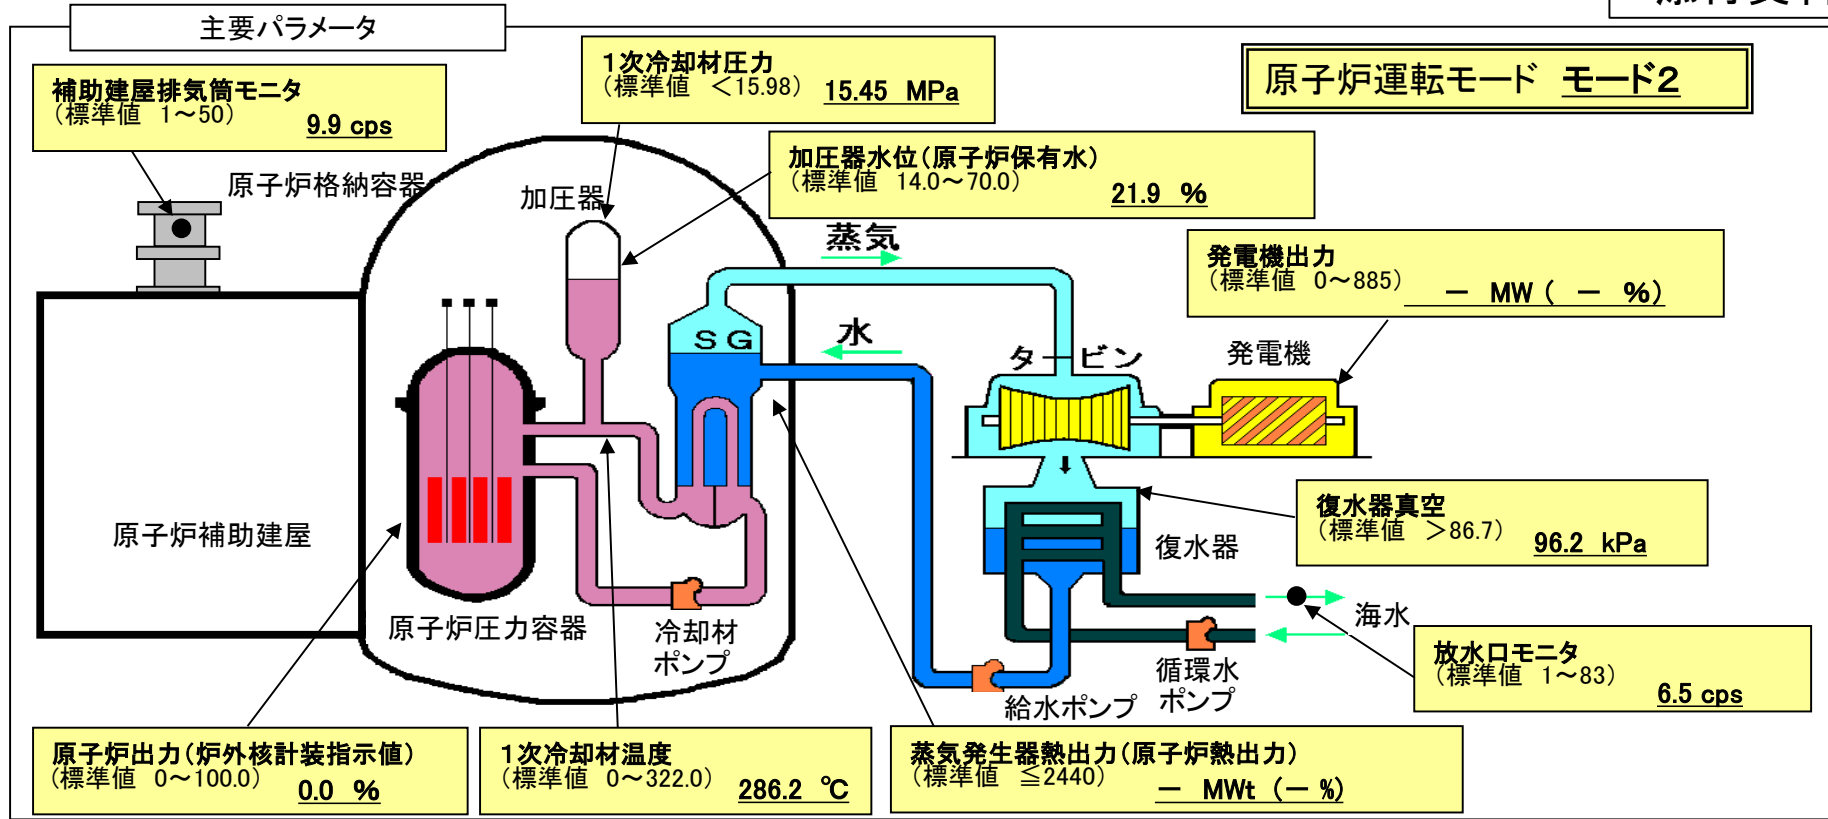 主要パラメータ
補助建屋排気筒モニタ
(標準値 1～50) 9.9 cps
1次冷却材圧力
(標準値 ＜15.98) 15.45 MPa
原子炉運転モード モード2
加圧器水位(原子炉保有水)
(標準値 14.0～70.0) 21.9 %
原子炉格納容器
加圧器
蒸気
発電機出力
(標準値 0～885) － MW ( － %)
水
SG
タービン
発電機
復水器真空
(標準値 ＞86.7) 96.2 kPa
原子炉補助建屋
復水器
海水
原子炉圧力容器
冷却材
ポンプ
循環水
ポンプ
給水ポンプ
放水口モニタ
(標準値 1～83) 6.5 cps
原子炉出力(炉外核計装指示値)
(標準値 0～100.0) 0.0 %
1次冷却材温度
(標準値 0～322.0) 286.2 ℃
蒸気発生器熱出力(原子炉熱出力)
(標準値 ≦2440) － MWt (－ %)